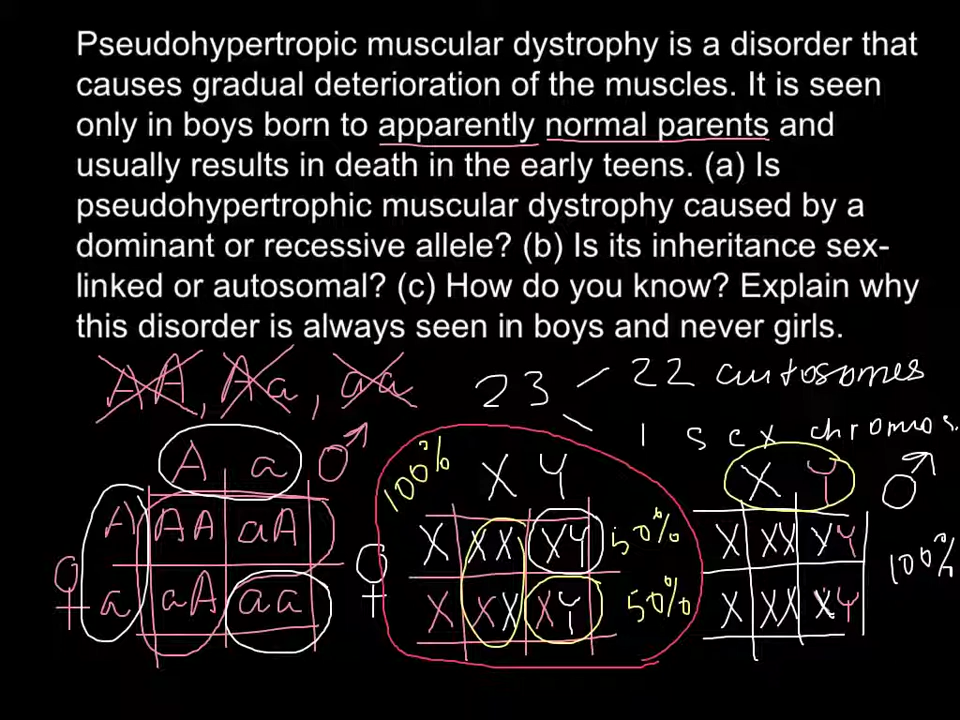 Pseudohypertropic muscular dystrophy is a disorder that
causes gradual deterioration of the muscles. It is seen
only in boys born to apparently normal parents and
usually results in death in the early teens. (a) Is
pseudohypertrophic muscular dystrophy caused by a
dominant or recessive allele? (b) Is its inheritance sex-
linked or autosomal? (c) How do you know? Explain why
this disorder is always seen in boys and never girls.
AA, Aa, aa
23
22 autosomes
1 sex chromos.
A a ♂
A AA aA
♀ a aA aa
100%
X Y
X XX XY 50%
♀
X XX XY 50%
X Y ♂
X XX XY
100%
X XX XY